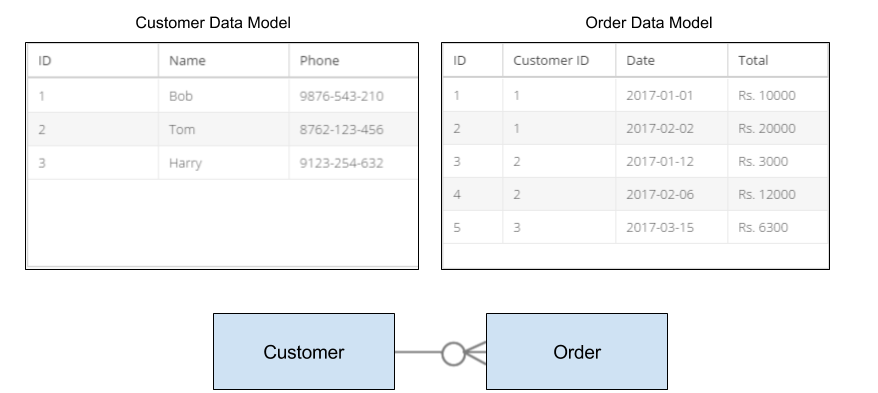 Customer Data Model
ID Name Phone
1 Bob 9876-543-210
2 Tom 8762-123-456
3 Harry 9123-254-632
Order Data Model
ID Customer ID Date Total
1 1 2017-01-01 Rs. 10000
2 1 2017-02-02 Rs. 20000
3 2 2017-01-12 Rs. 3000
4 2 2017-02-06 Rs. 12000
5 3 2017-03-15 Rs. 6300
Customer
Order